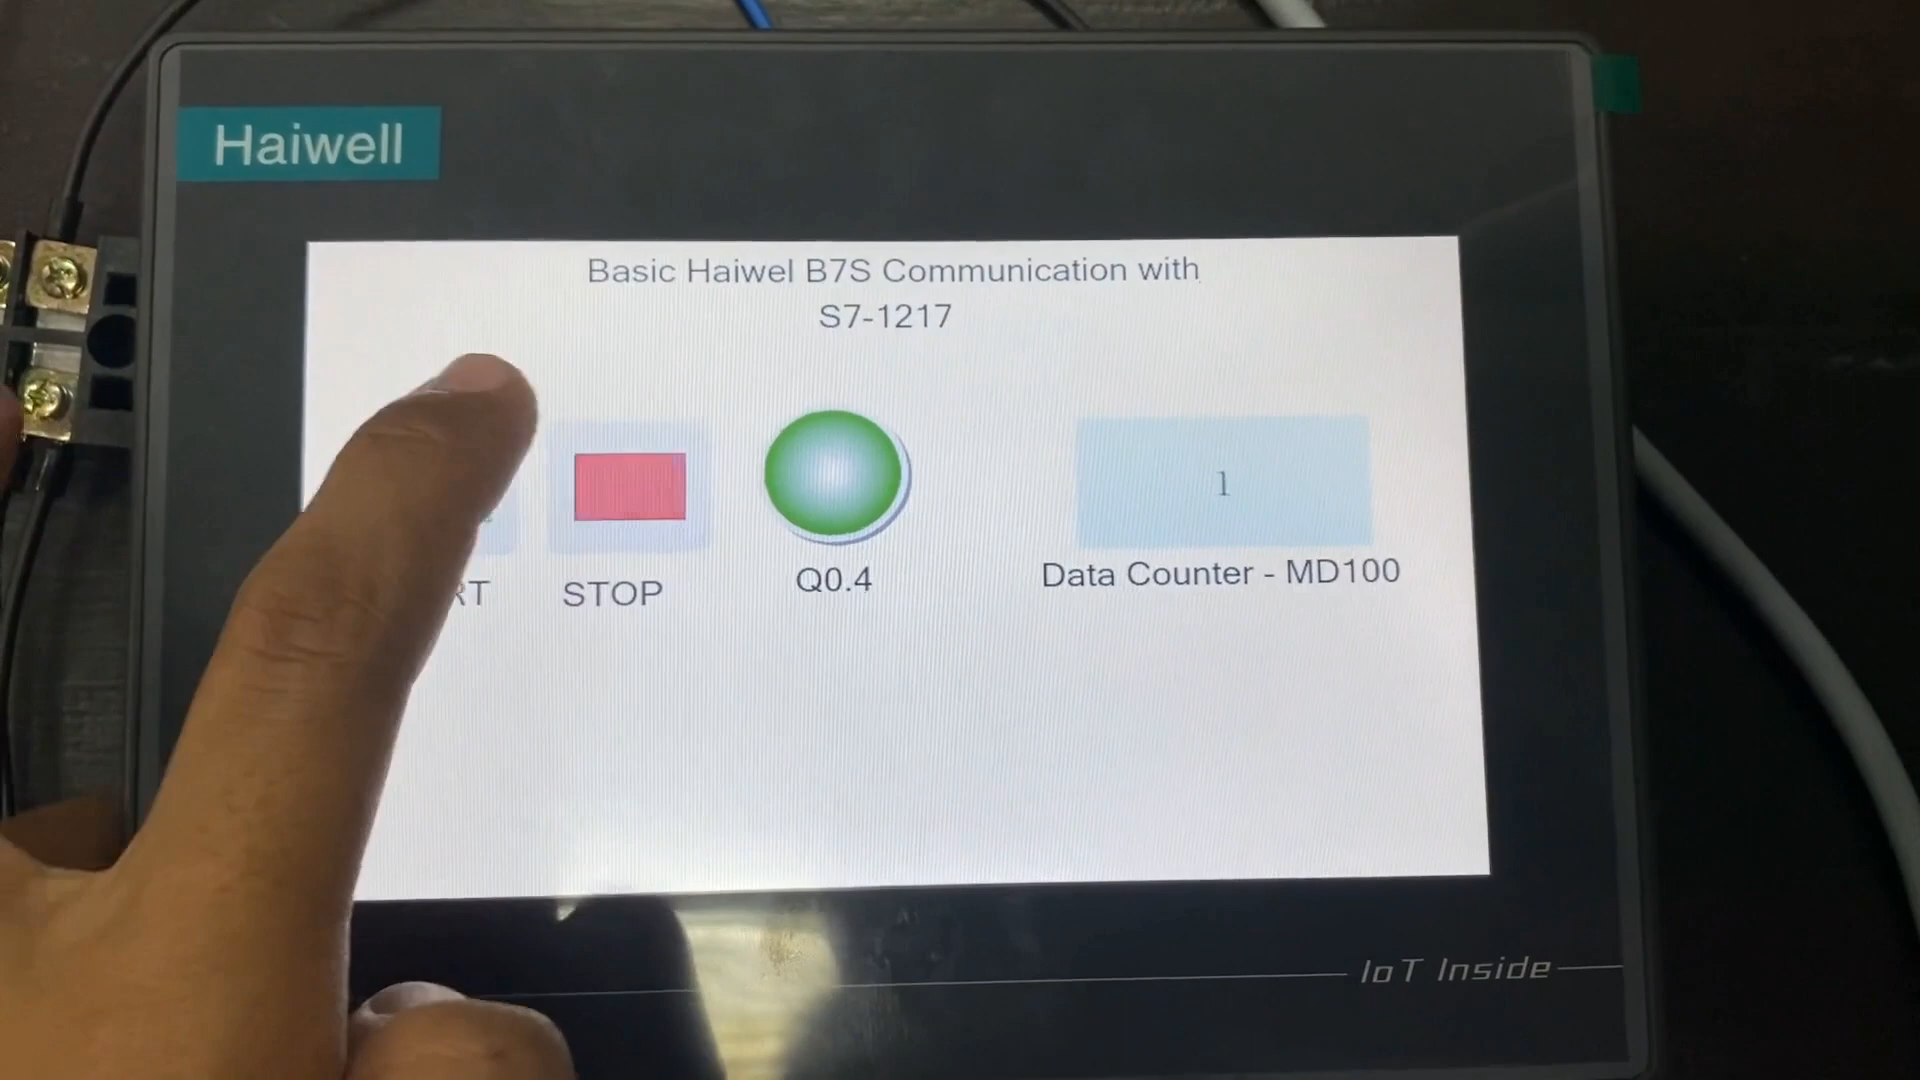 Haiwell
Basic Haiwel B7S Communication with
S7-1217
1
RT
STOP
Q0.4
Data Counter - MD100
IoT Inside